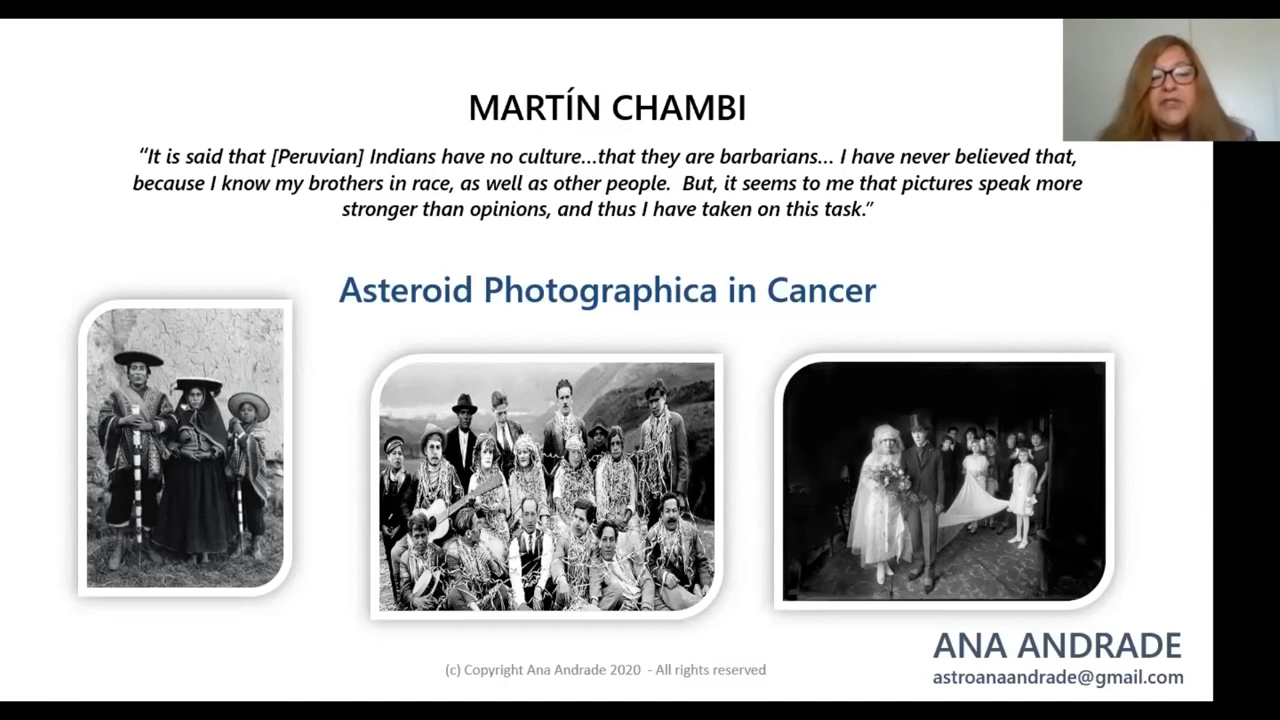 MARTÍN CHAMBI
“It is said that [Peruvian] Indians have no culture...that they are barbarians... I have never believed that,
because I know my brothers in race, as well as other people.  But, it seems to me that pictures speak more
stronger than opinions, and thus I have taken on this task.”
Asteroid Photographica in Cancer
ANA ANDRADE
(c) Copyright Ana Andrade 2020  - All rights reserved
astroanaandrade@gmail.com